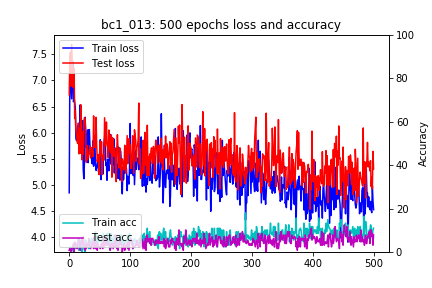 bc1_013: 500 epochs loss and accuracy
Train loss
Test loss
Train acc
Test acc
Loss
Accuracy
7.5
7.0
6.5
6.0
5.5
5.0
4.5
4.0
100
80
60
40
20
0
0 100 200 300 400 500